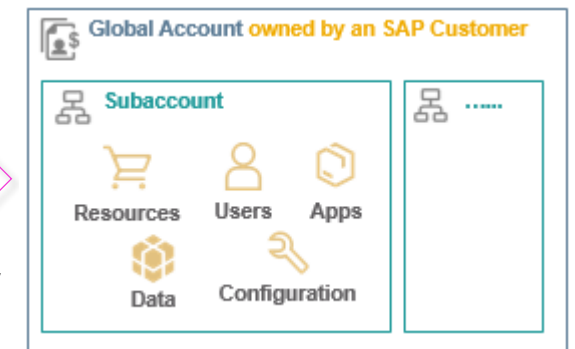 Global Account owned by an SAP Customer
Subaccount
......
Resources Users Apps
Data Configuration